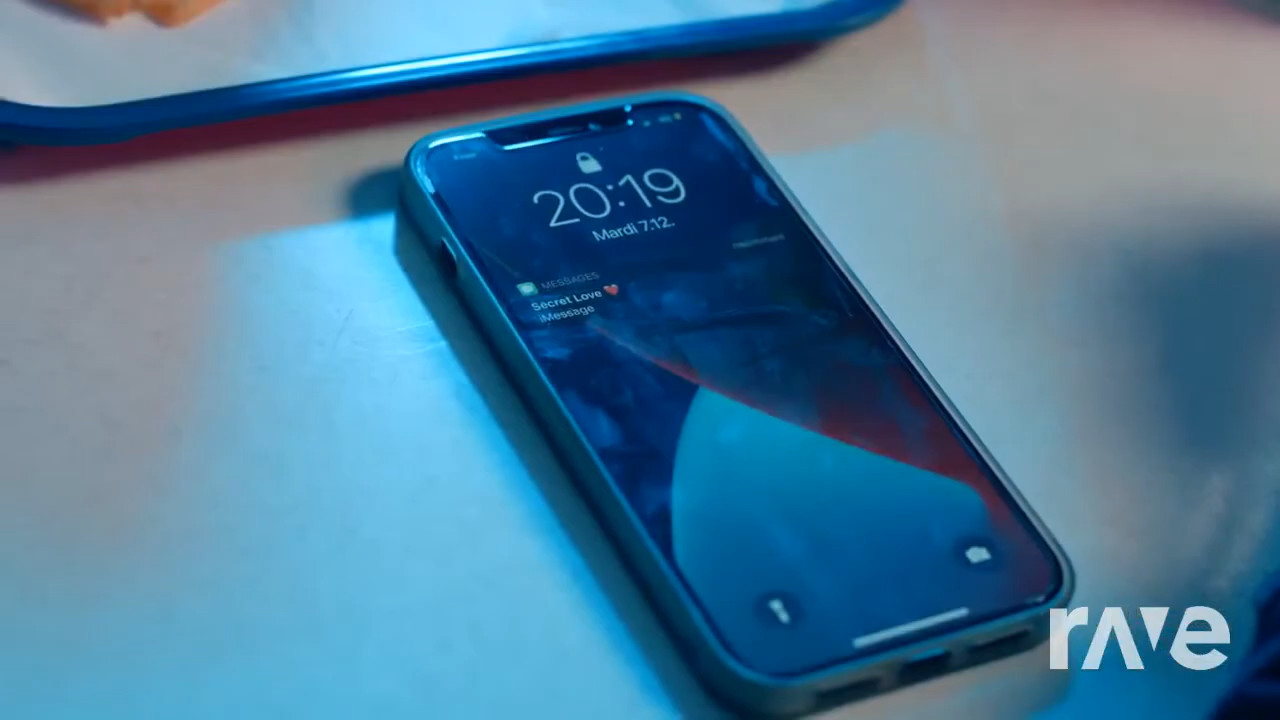 20:19
Mardi 7.12.
MESSAGES
Secret Love ❤️
iMessage
rave